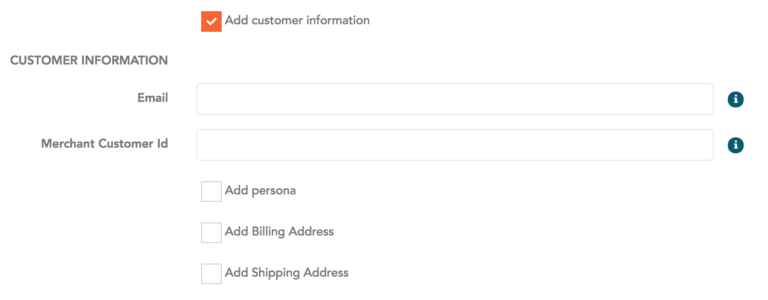 Add customer information
CUSTOMER INFORMATION
Email
Merchant Customer Id
Add persona
Add Billing Address
Add Shipping Address